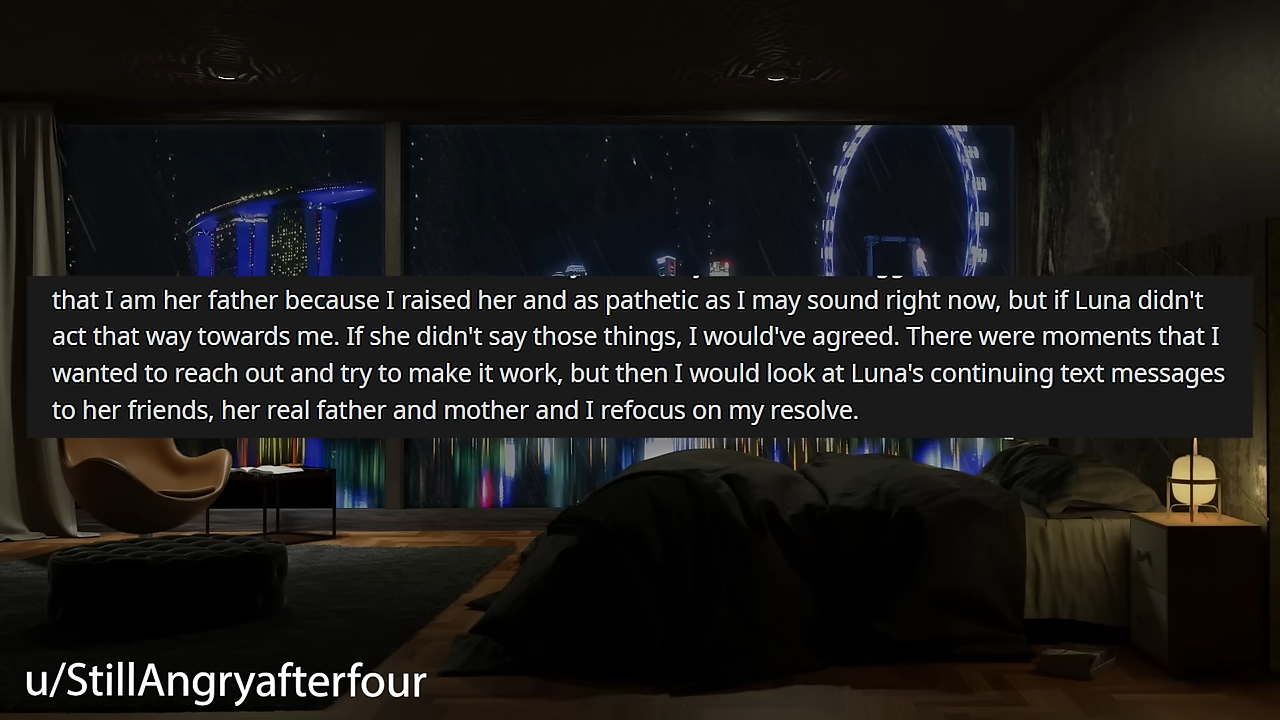 that I am her father because I raised her and as pathetic as I may sound right now, but if Luna didn't
act that way towards me. If she didn't say those things, I would've agreed. There were moments that I
wanted to reach out and try to make it work, but then I would look at Luna's continuing text messages
to her friends, her real father and mother and I refocus on my resolve.
u/StillAngryafterfour